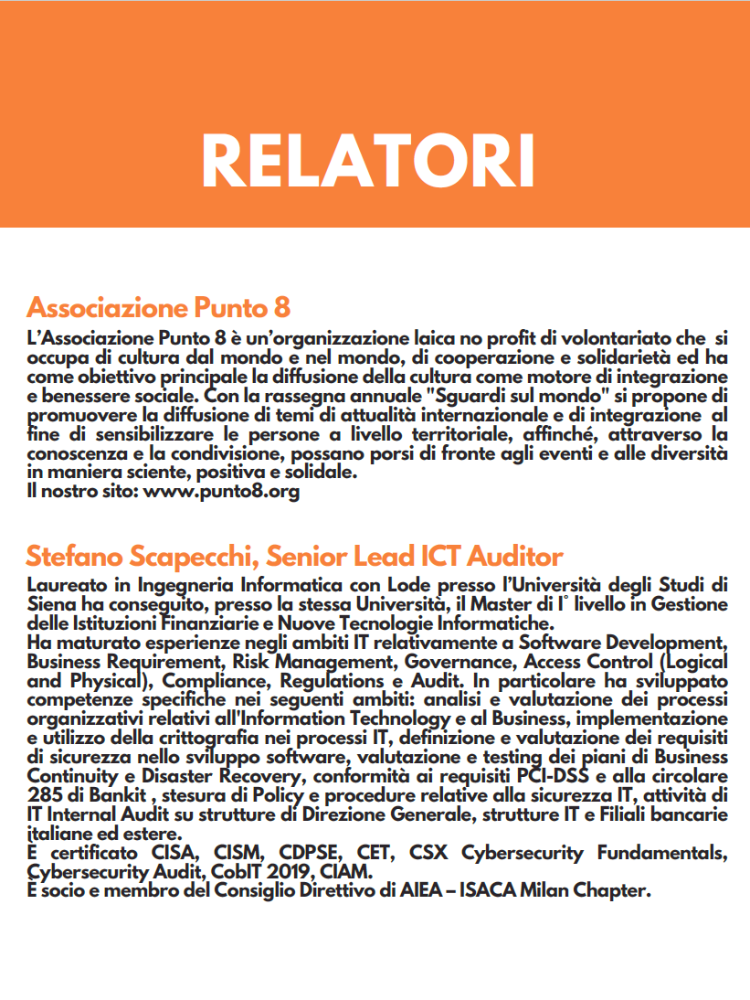 RELATORI
Associazione Punto 8
L’Associazione Punto 8 è un’organizzazione laica no profit di volontariato che si
occupa di cultura dal mondo e nel mondo, di cooperazione e solidarietà ed ha
come obiettivo principale la diffusione della cultura come motore di integrazione
e benessere sociale. Con la rassegna annuale "Sguardi sul mondo" si propone di
promuovere la diffusione di temi di attualità internazionale e di integrazione al
fine di sensibilizzare le persone a livello territoriale, affinché, attraverso la
conoscenza e la condivisione, possano porsi di fronte agli eventi e alle diversità
in maniera sciente, positiva e solidale.
Il nostro sito: www.punto8.org
Stefano Scapecchi, Senior Lead ICT Auditor
Laureato in Ingegneria Informatica con Lode presso l’Università degli Studi di
Siena ha conseguito, presso la stessa Università, il Master di I° livello in Gestione
delle Istituzioni Finanziarie e Nuove Tecnologie Informatiche.
Ha maturato esperienze negli ambiti IT relativamente a Software Development,
Business Requirement, Risk Management, Governance, Access Control (Logical
and Physical), Compliance, Regulations e Audit. In particolare ha sviluppato
competenze specifiche nei seguenti ambiti: analisi e valutazione dei processi
organizzativi relativi all'Information Technology e al Business, implementazione
e utilizzo della crittografia nei processi IT, definizione e valutazione dei requisiti
di sicurezza nello sviluppo software, valutazione e testing dei piani di Business
Continuity e Disaster Recovery, conformità ai requisiti PCI-DSS e alla circolare
285 di Bankit , stesura di Policy e procedure relative alla sicurezza IT, attività di
IT Internal Audit su strutture di Direzione Generale, strutture IT e Filiali bancarie
italiane ed estere.
È certificato CISA, CISM, CDPSE, CET, CSX Cybersecurity Fundamentals,
Cybersecurity Audit, CobIT 2019, CIAM.
È socio e membro del Consiglio Direttivo di AIEA – ISACA Milan Chapter.